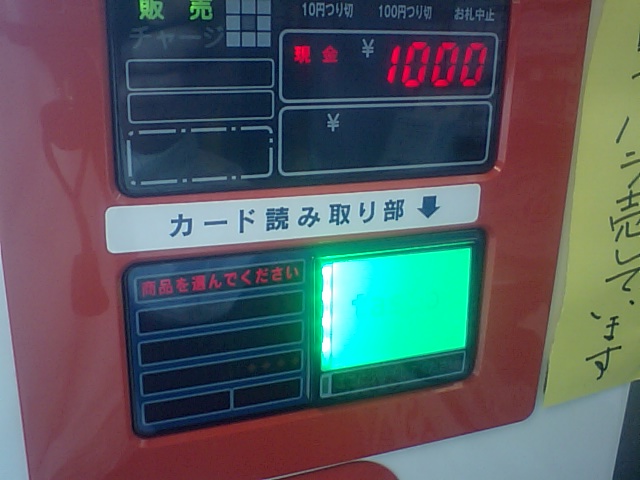 販売 10円つり切 100円つり切 お札中止
チャージ
現金 ¥ 1000
¥
カード読み取り部 ⬇
商品を選んでください
売して
います